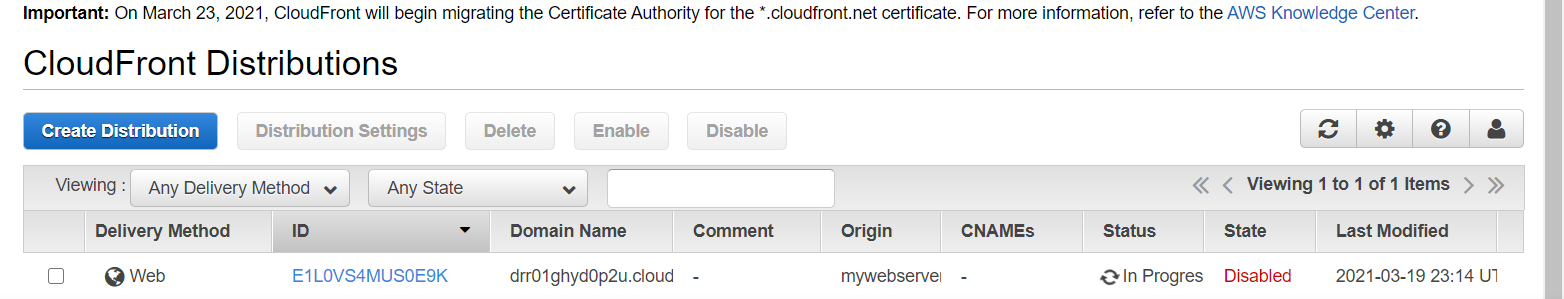 Important: On March 23, 2021, CloudFront will begin migrating the Certificate Authority for the *.cloudfront.net certificate. For more information, refer to the AWS Knowledge Center.
CloudFront Distributions
Create Distribution Distribution Settings Delete Enable Disable
Viewing : Any Delivery Method Any State Viewing 1 to 1 of 1 Items
Delivery Method ID Domain Name Comment Origin CNAMEs Status State Last Modified
Web E1L0VS4MUS0E9K drr01ghyd0p2u.cloud - mywebserver - In Progres Disabled 2021-03-19 23:14 UT